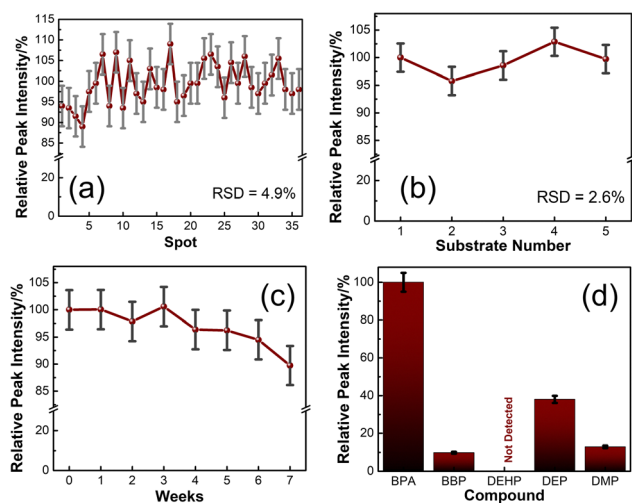 Relative Peak Intensity/%
115
110
105
100
95
90
85
20
0
(a)
RSD = 4.9%
5
10
15
20
25
30
35
Spot
Relative Peak Intensity/%
105
100
95
90
85
20
0
(b)
RSD = 2.6%
1
2
3
4
5
Substrate Number
Relative Peak Intensity/%
105
100
95
90
85
20
0
(c)
0
1
2
3
4
5
6
7
Weeks
Relative Peak Intensity/%
100
80
60
40
20
0
(d)
Not Detected
BPA
BBP
DEHP
DEP
DMP
Compound